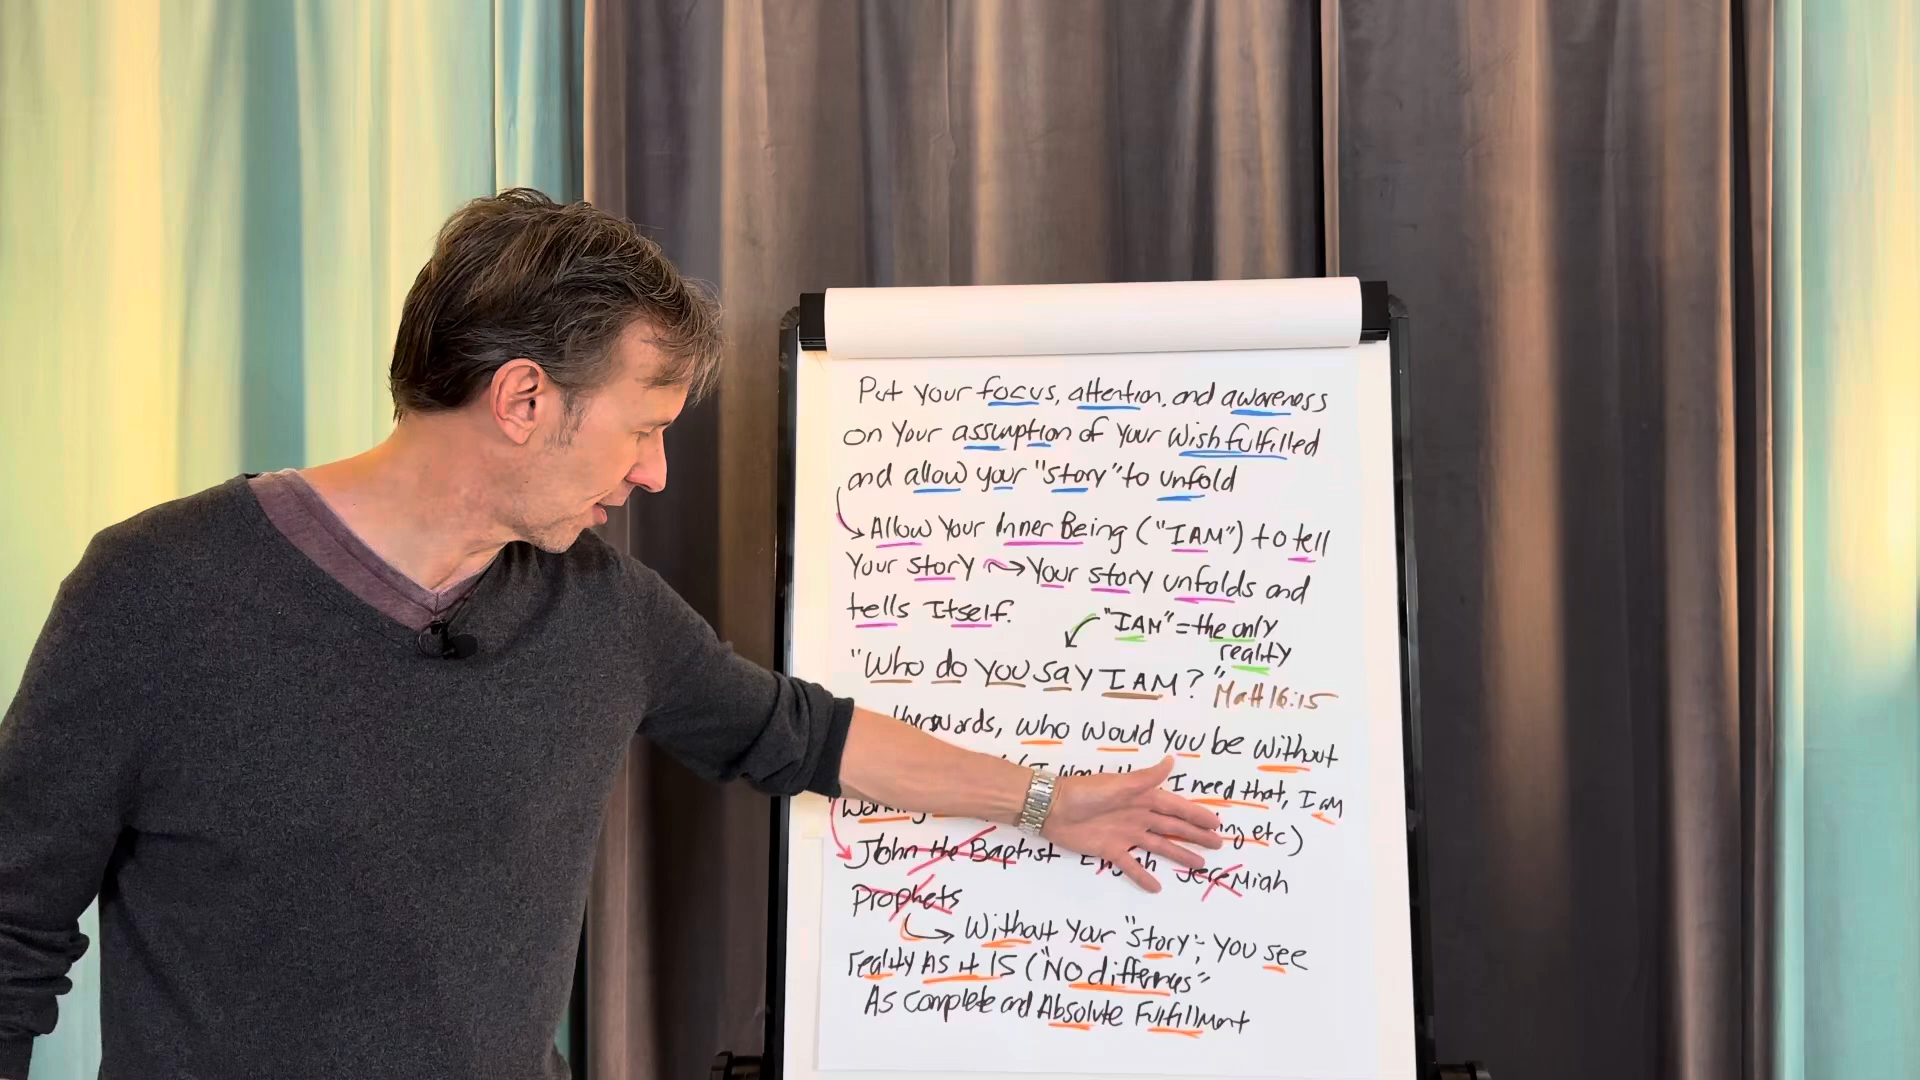 Put your focus, attention, and awareness
on your assumption of your Wish fulfilled
and allow your "story" to unfold
Allow your Inner Being ("I AM") to tell
your story Your story unfolds and
tells Itself.
"IAM" = the only
reality
"Who do you say I AM?"
Matt 16:15
who would you be without
I need that, I am
etc)
John the Baptist Jeremiah
Prophets
Without your "story", you see
reality As it IS ("NO differences"
As complete and Absolute Fulfillment